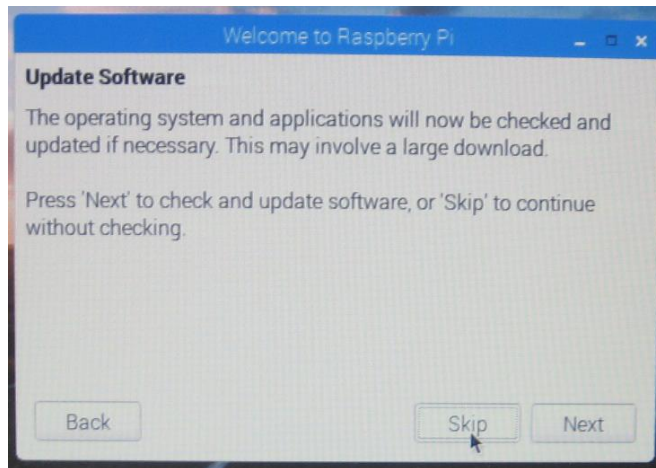 Welcome to Raspberry Pi
Update Software
The operating system and applications will now be checked and
updated if necessary. This may involve a large download.
Press 'Next' to check and update software, or 'Skip' to continue
without checking.
Back
Skip
Next